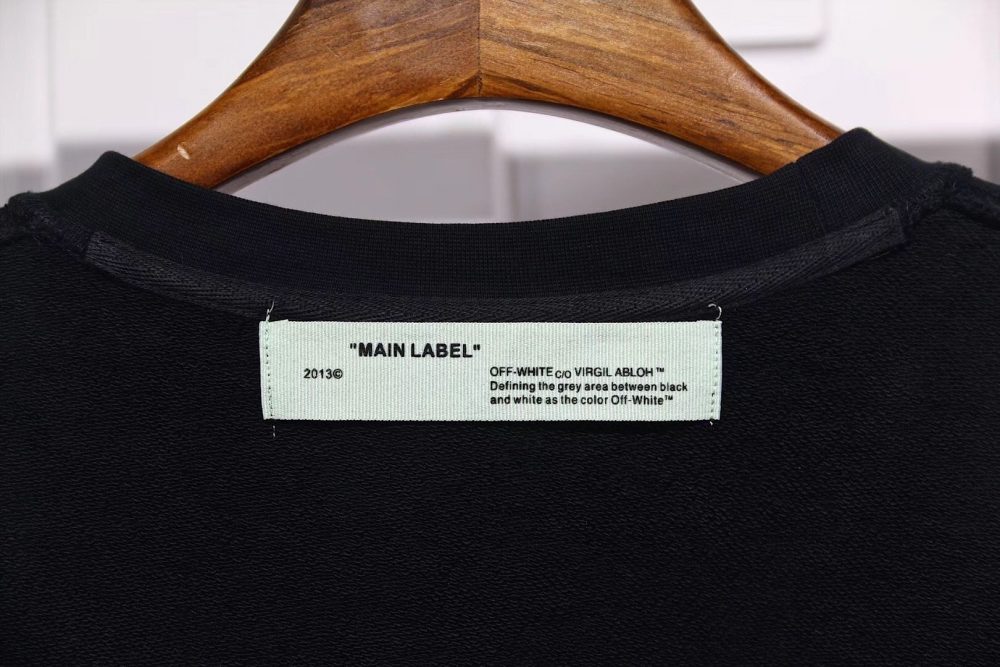 "MAIN LABEL"
2013©
OFF-WHITE C/O VIRGIL ABLOH™
Defining the grey area between black
and white as the color Off-White™